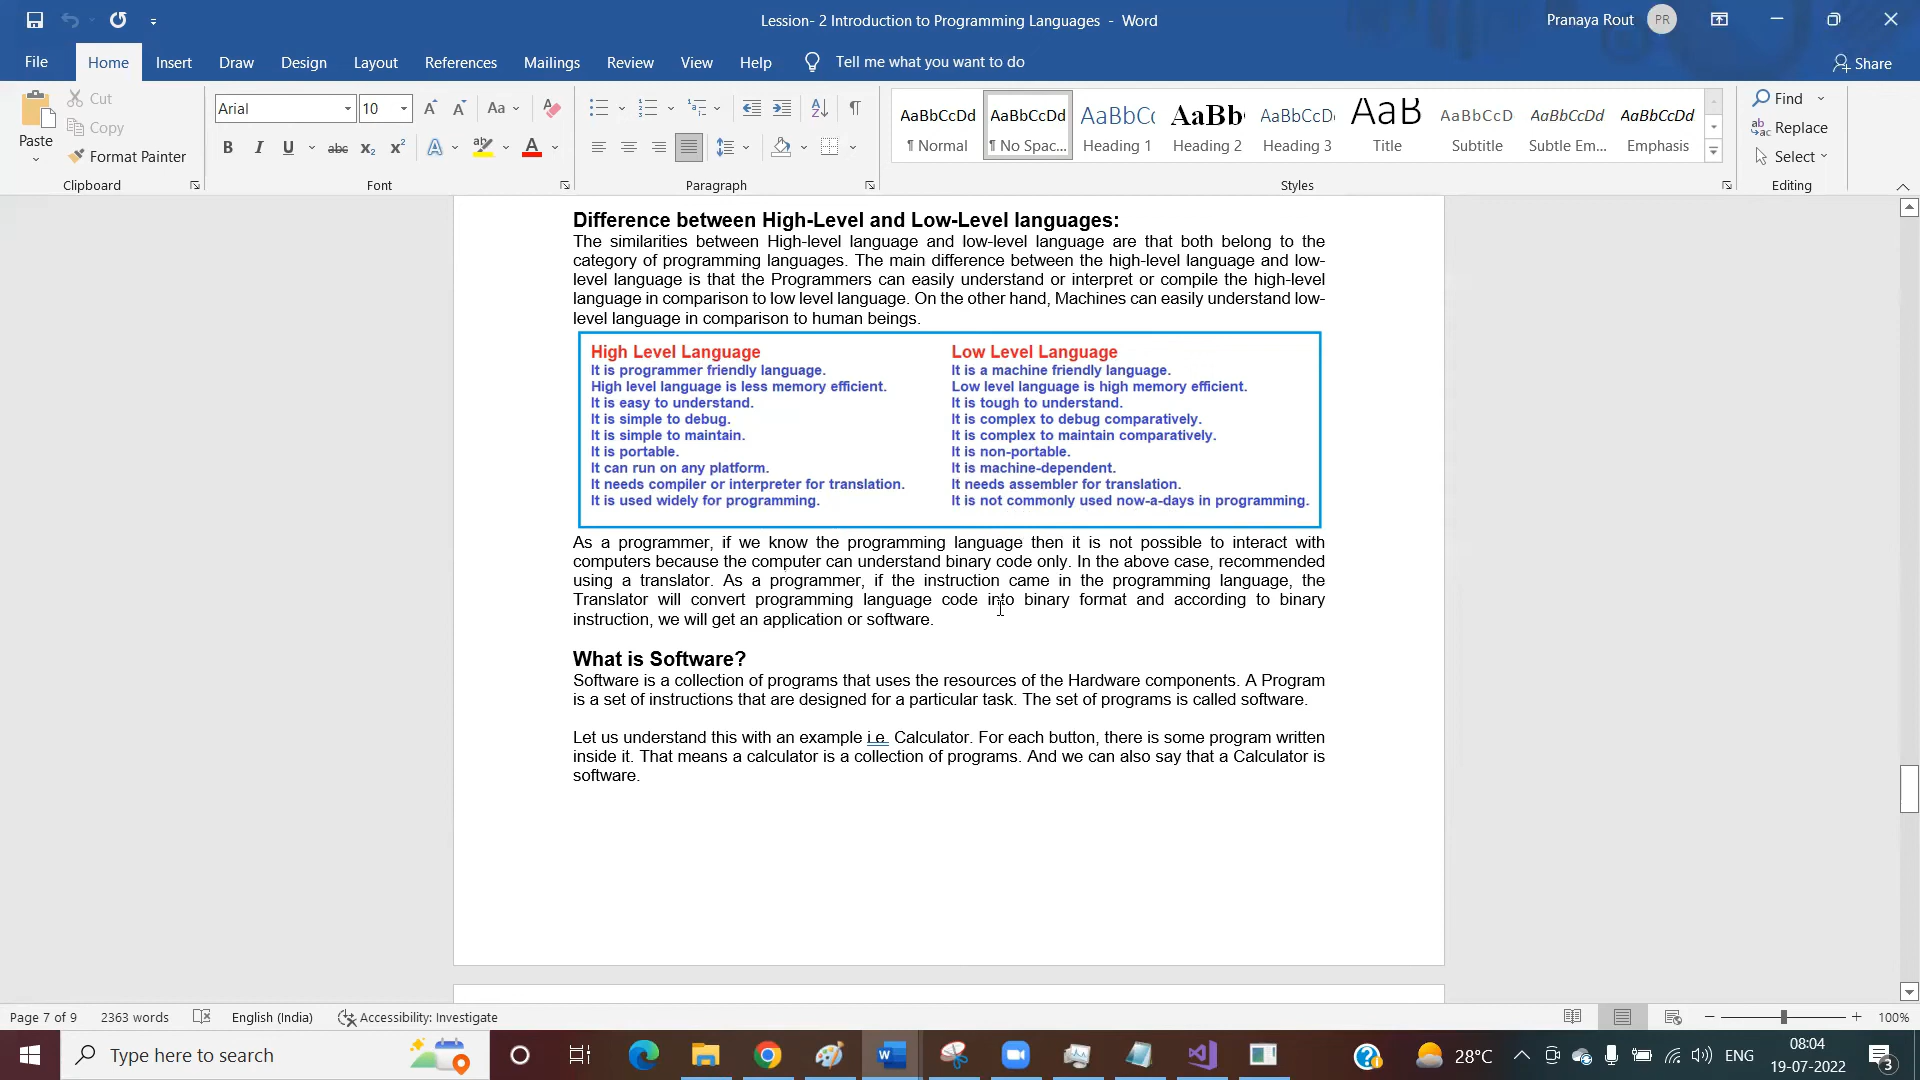 Lession- 2 Introduction to Programming Languages - Word
Pranaya Rout PR
File Home Insert Draw Design Layout References Mailings Review View Help Tell me what you want to do Share
Paste
Cut
Copy
Format Painter
Clipboard
Arial 10
Font
Paragraph
AaBbCcDd ¶ Normal
AaBbCcDd ¶ No Spac...
AaBbCc Heading 1
AaBb Heading 2
AaBbCcD Heading 3
AaB Title
AaBbCcD Subtitle
AaBbCcDd Subtle Em...
AaBbCcDd Emphasis
Styles
Find
Replace
Select
Editing
Difference between High-Level and Low-Level languages:
The similarities between High-level language and low-level language are that both belong to the
category of programming languages. The main difference between the high-level language and low-
level language is that the Programmers can easily understand or interpret or compile the high-level
language in comparison to low level language. On the other hand, Machines can easily understand low-
level language in comparison to human beings.
High Level Language
It is programmer friendly language.
High level language is less memory efficient.
It is easy to understand.
It is simple to debug.
It is simple to maintain.
It is portable.
It can run on any platform.
It needs compiler or interpreter for translation.
It is used widely for programming.
Low Level Language
It is a machine friendly language.
Low level language is high memory efficient.
It is tough to understand.
It is complex to debug comparatively.
It is complex to maintain comparatively.
It is non-portable.
It is machine-dependent.
It needs assembler for translation.
It is not commonly used now-a-days in programming.
As a programmer, if we know the programming language then it is not possible to interact with
computers because the computer can understand binary code only. In the above case, recommended
using a translator. As a programmer, if the instruction came in the programming language, the
Translator will convert programming language code into binary format and according to binary
instruction, we will get an application or software.
What is Software?
Software is a collection of programs that uses the resources of the Hardware components. A Program
is a set of instructions that are designed for a particular task. The set of programs is called software.
Let us understand this with an example i.e. Calculator. For each button, there is some program written
inside it. That means a calculator is a collection of programs. And we can also say that a Calculator is
software.
Page 7 of 9 2363 words English (India) Accessibility: Investigate 100%
Type here to search
28°C
ENG
08:04
19-07-2022
3